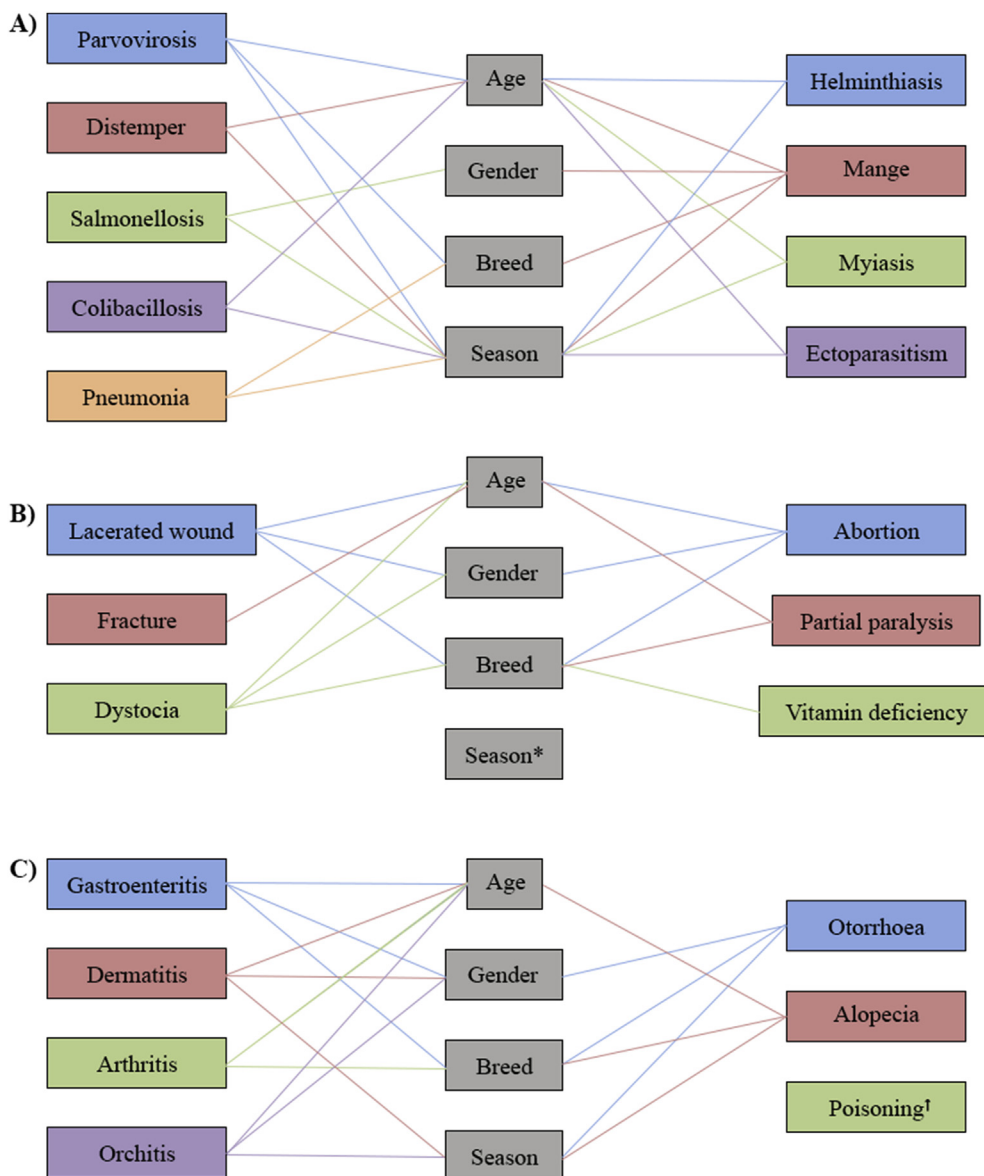 A)
Parvovirosis
Distemper
Salmonellosis
Colibacillosis
Pneumonia
Age
Gender
Breed
Season
Helminthiasis
Mange
Myiasis
Ectoparasitism
B)
Lacerated wound
Fracture
Dystocia
Age
Gender
Breed
Season*
Abortion
Partial paralysis
Vitamin deficiency
C)
Gastroenteritis
Dermatitis
Arthritis
Orchitis
Age
Gender
Breed
Season
Otorrhoea
Alopecia
Poisoning†